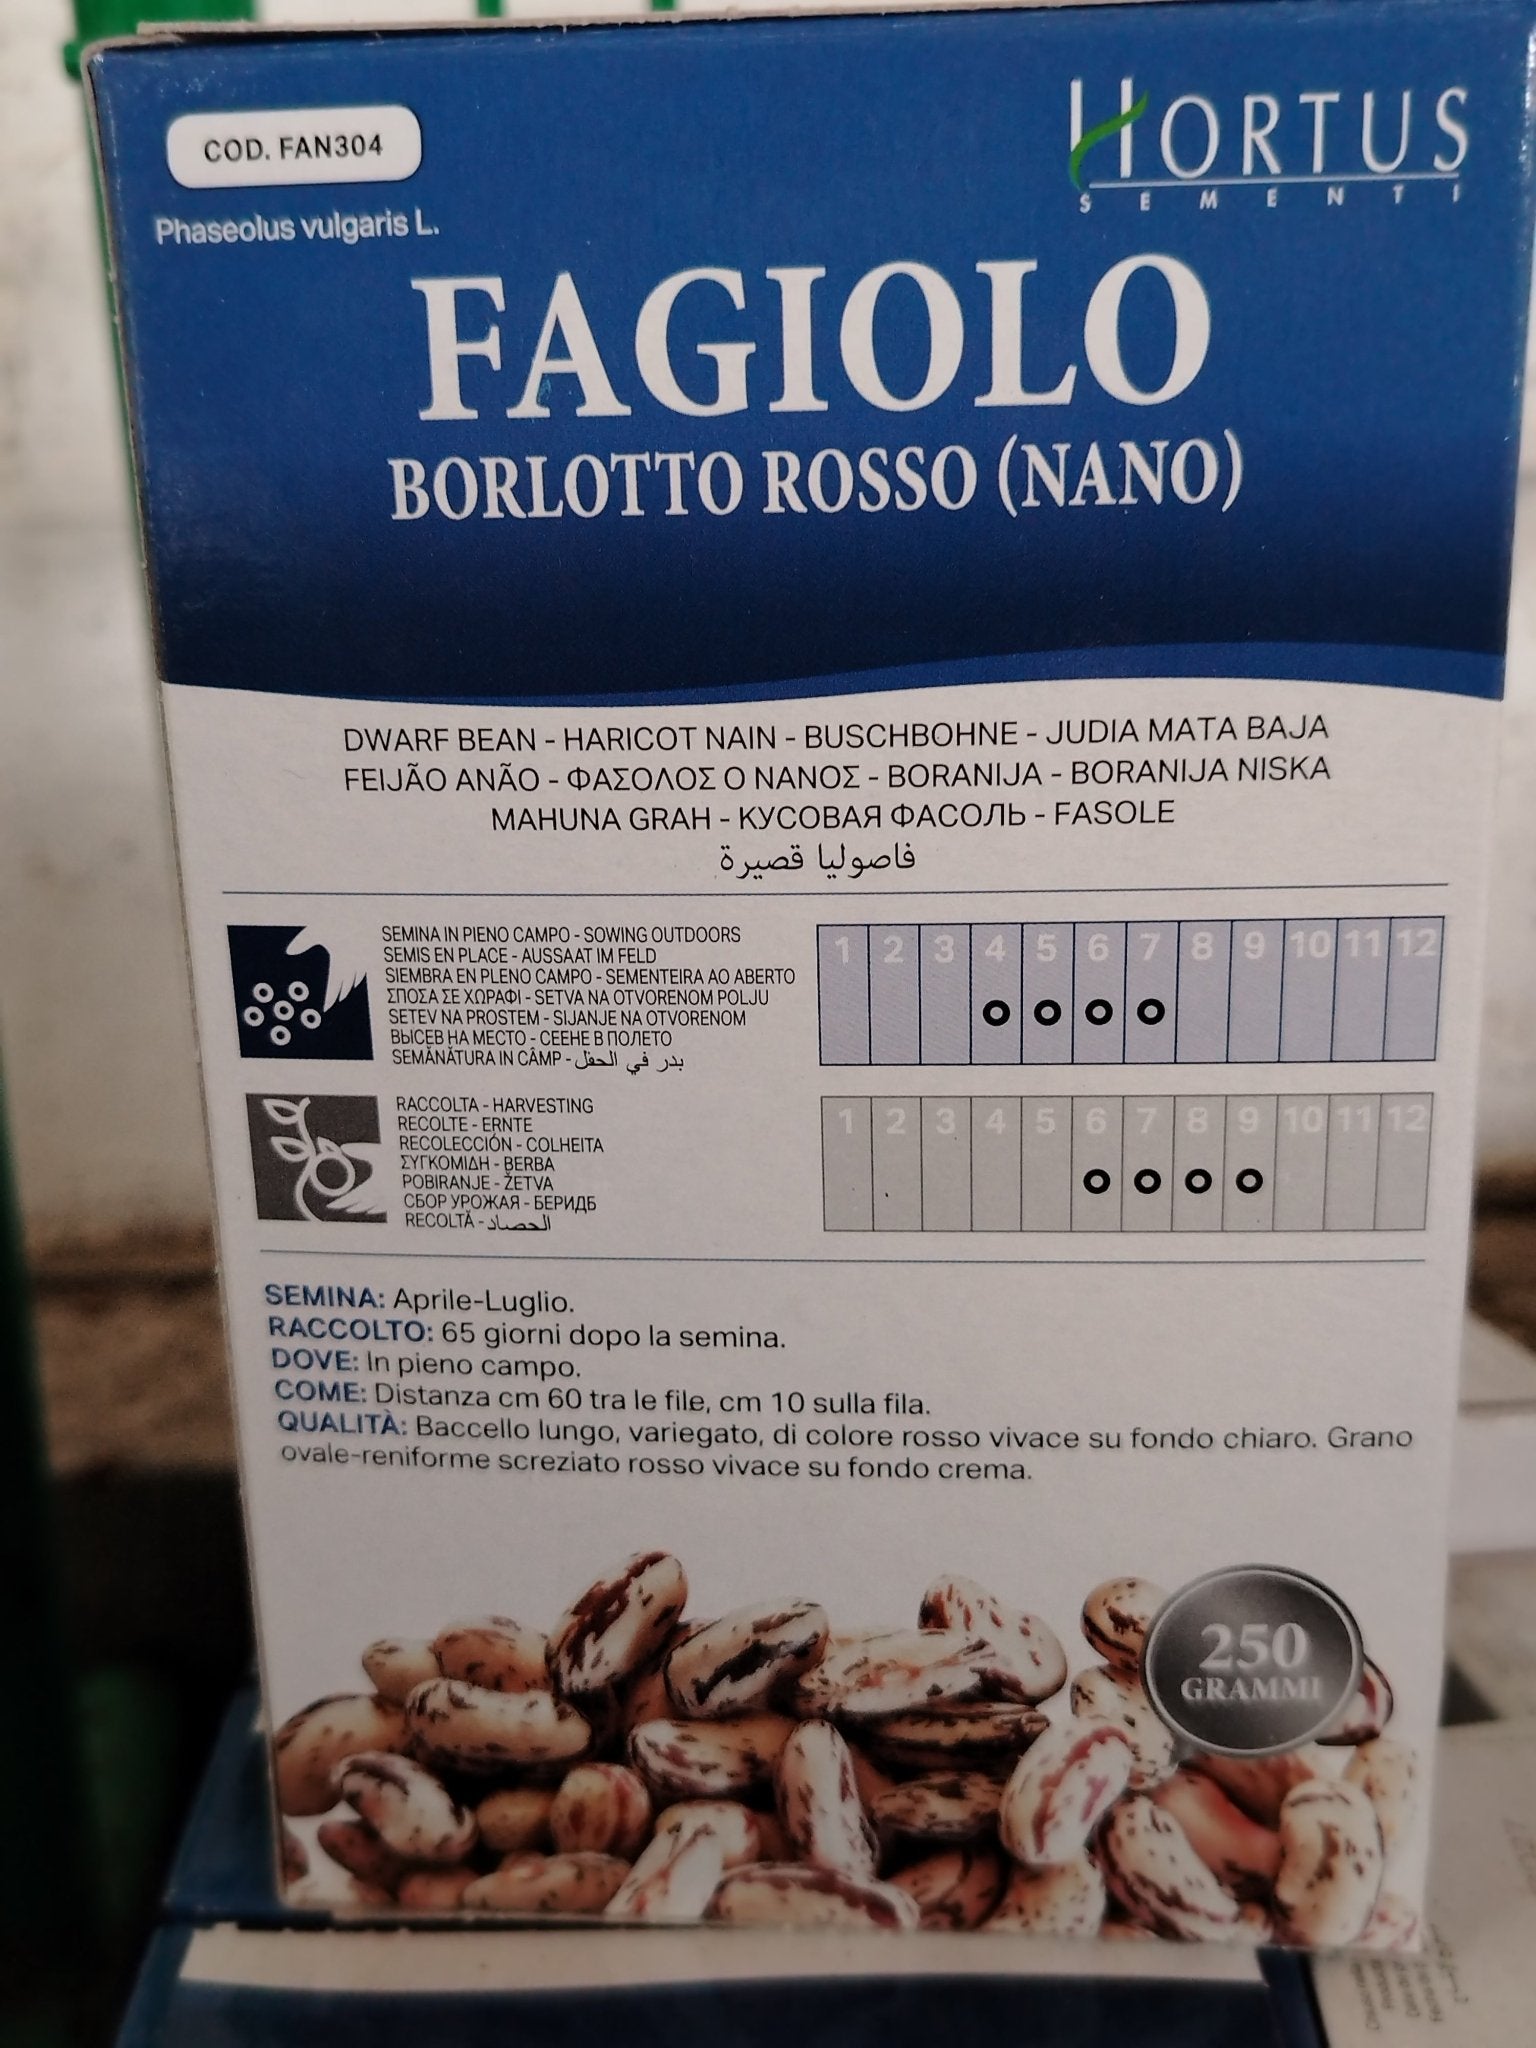 COD. FAN304
HORTUS
SEMENTI
Phaseolus vulgaris L.
FAGIOLO
BORLOTTO ROSSO (NANO)
DWARF BEAN - HARICOT NAIN - BUSCHBOHNE - JUDIA MATA BAJA
FEIJÃO ANÃO - ΦΑΣΟΛΟΣ Ο ΝΑΝΟΣ - BORANIJA - BORANIJA NISKA
MAHUNA GRAH - КУСОВАЯ ФАСОЛЬ - FASOLE
فاصوليا قصيرة
SEMINA IN PIENO CAMPO - SOWING OUTDOORS
SEMIS EN PLACE - AUSSAAT IM FELD
SIEMBRA EN PLENO CAMPO - SEMENTEIRA AO ABERTO
ΣΠΟΣΑ ΣΕ ΧΩΡΑΦΙ - SETVA NA OTVORENOM POLJU
SETEV NA PROSTEM - SIJANJE NA OTVORENOM
ВЫСЕВ НА МЕСТО - СЕЕНЕ В ПОЛЕТО
SEMĂNĂTURA IN CÂMP - بدر في الحفل
1 2 3 4 5 6 7 8 9 10 11 12
RACCOLTA - HARVESTING
RECOLTE - ERNTE
RECOLECCIÓN - COLHEITA
ΣΥΓΚΟΜΙΔΗ - BERBA
POBIRANJE - ŽETVA
СБОР УРОЖАЯ - БЕРИДБ
RECOLTĂ - الحصاد
1 2 3 4 5 6 7 8 9 10 11 12
SEMINA: Aprile-Luglio.
RACCOLTO: 65 giorni dopo la semina.
DOVE: In pieno campo.
COME: Distanza cm 60 tra le file, cm 10 sulla fila.
QUALITÀ: Baccello lungo, variegato, di colore rosso vivace su fondo chiaro. Grano
ovale-reniforme screziato rosso vivace su fondo crema.
250
GRAMMI